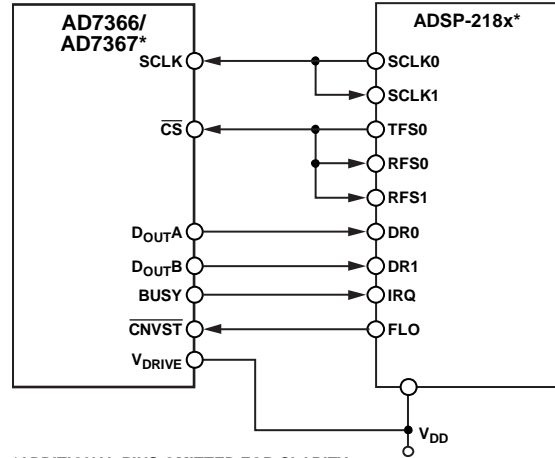 AD7366/
AD7367*
ADSP-218x*
SCLK
SCLK0
SCLK1
CS
TFS0
RFS0
RFS1
DOUTA
DR0
DOUTB
DR1
BUSY
IRQ
CNVST
FLO
VDRIVE
VDD